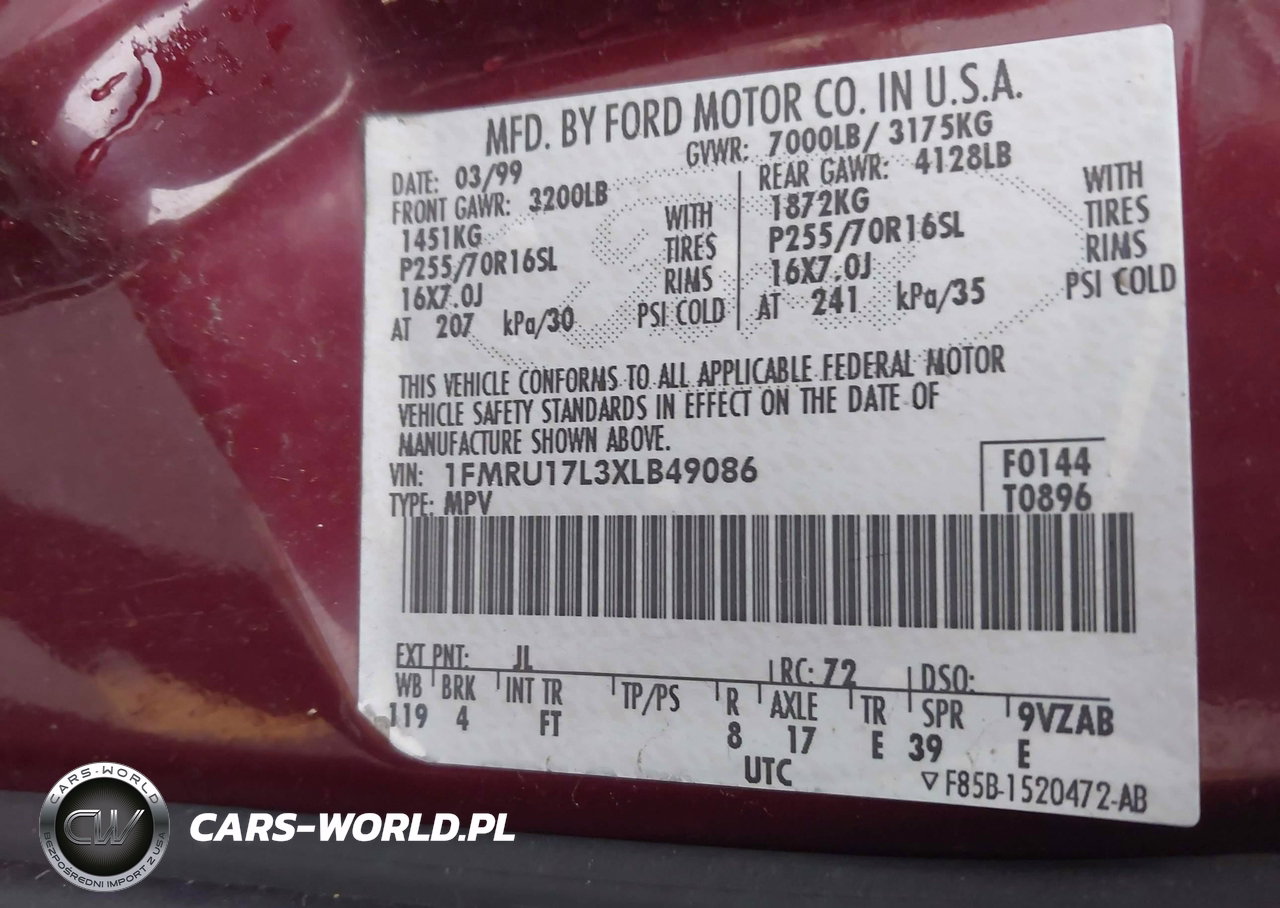 MFD. BY FORD MOTOR CO. IN U.S.A.
DATE: 03/99 GVWR: 7000LB/ 3175KG
FRONT GAWR: 3200LB REAR GAWR: 4128LB
1451KG WITH 1872KG WITH
P255/70R16SL TIRES P255/70R16SL TIRES
16X7.0J RIMS 16X7.0J RIMS
AT 207 kPa/30 PSI COLD AT 241 kPa/35 PSI COLD
THIS VEHICLE CONFORMS TO ALL APPLICABLE FEDERAL MOTOR
VEHICLE SAFETY STANDARDS IN EFFECT ON THE DATE OF
MANUFACTURE SHOWN ABOVE.
VIN: 1FMRU17L3XLB49086 F0144
TYPE: MPV T0896
EXT PNT: JL RC: 72 DSO:
WB BRK INT TR TP/PS R AXLE TR SPR 9VZAB
119 4 FT 8 17 E 39 E
UTC ▽F85B-1520472-AB
CARS-WORLD
CW
BEZPOŚREDNI IMPORT Z USA
CARS-WORLD.PL